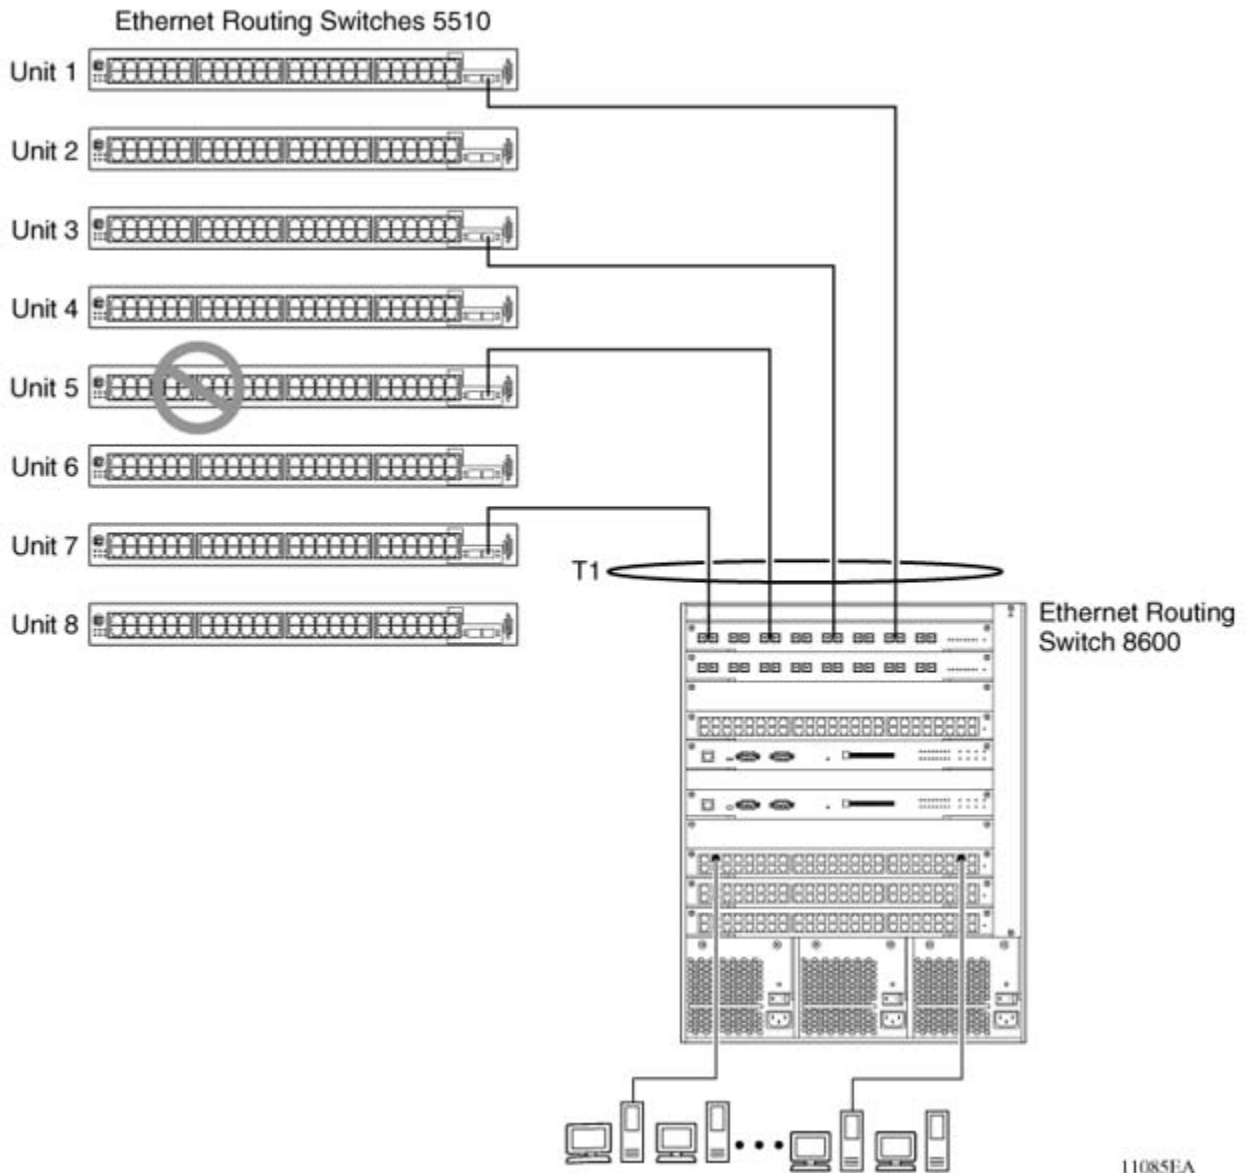 Ethernet Routing Switches 5510
Unit 1
Unit 2
Unit 3
Unit 4
Unit 5
Unit 6
Unit 7
Unit 8
T1
Ethernet Routing
Switch 8600
11085EA